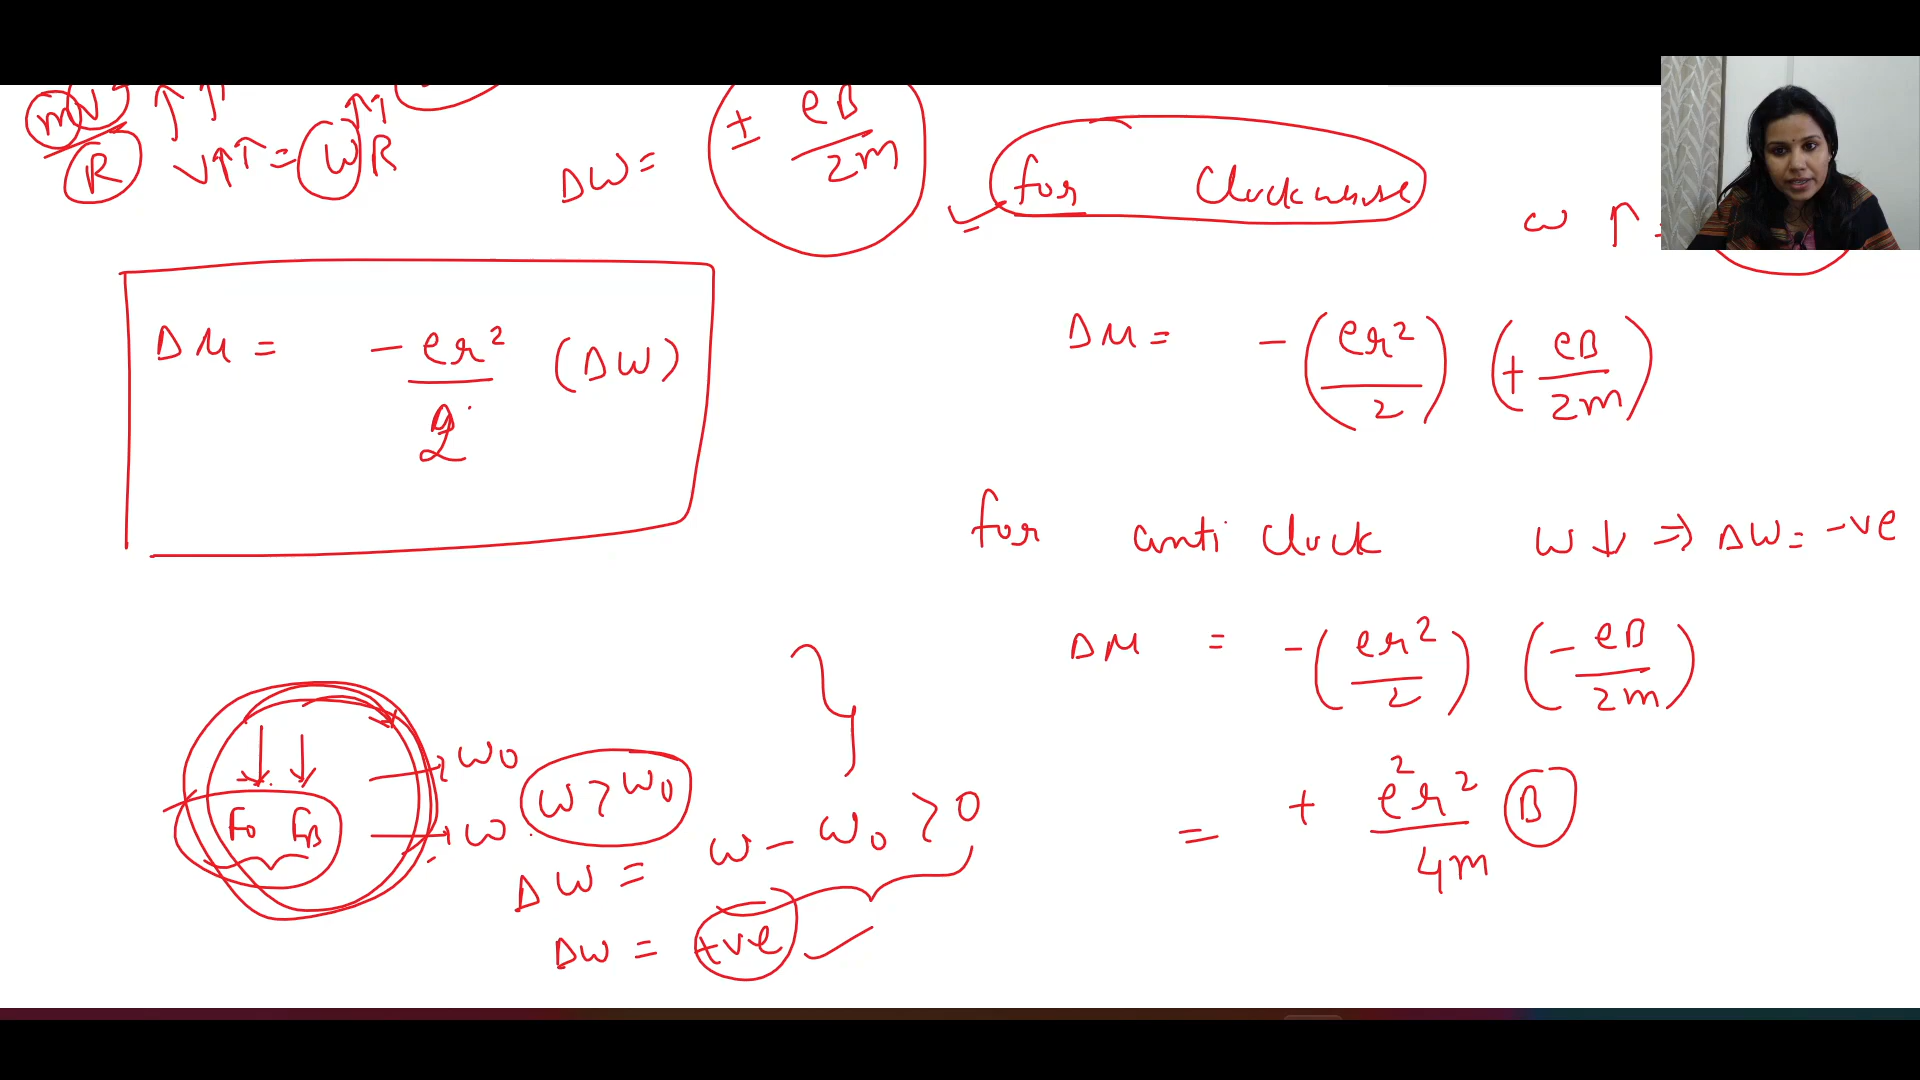 mv²/R ↑ ↑
V↑↑ = ωR ↑↑
Δω = ± eB/2m
for Clockwise
ω ↑
Δμ = -er²/2 (Δω)
Δμ = -(er²/2) (+ eB/2m)
for anti clock ω↓ ⇒ Δω = -ve
Δμ = -(er²/2) (-eB/2m)
= + e²r²/4m B
F₀ F_B
→ ω₀
→ ω
ω > ω₀
Δω = ω - ω₀ > 0
Δω = +ve